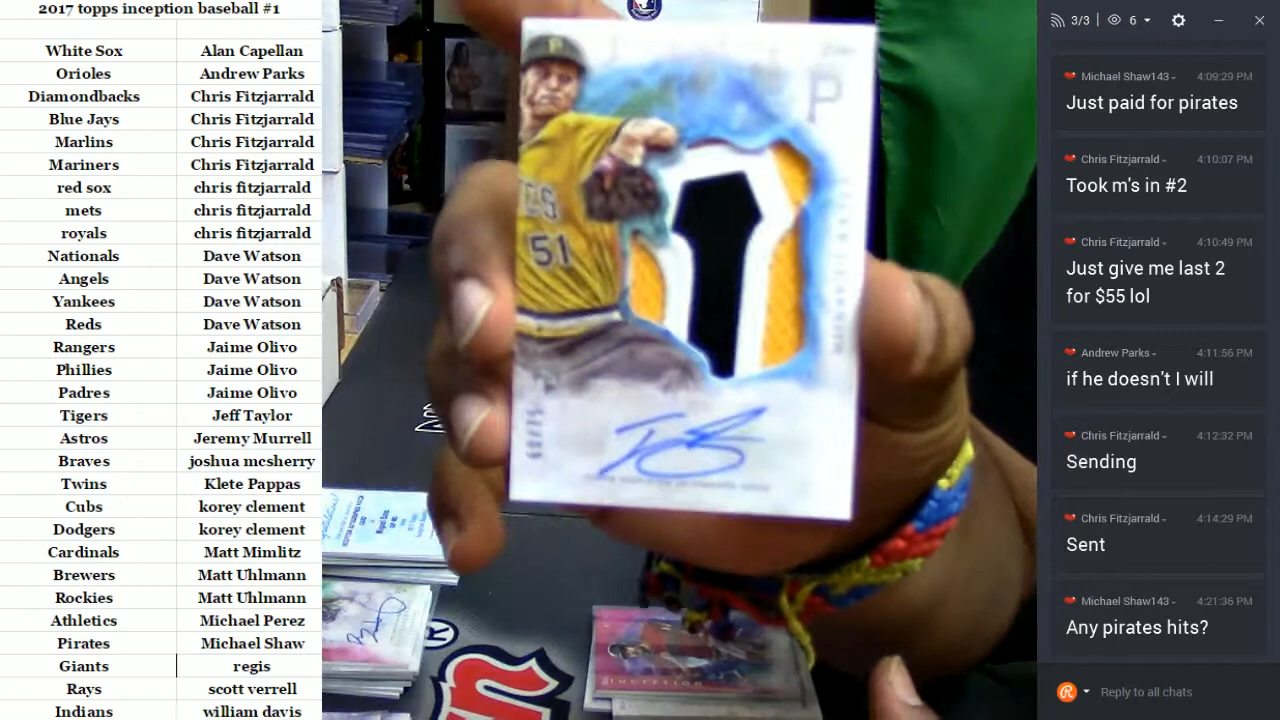 2017 topps inception baseball #1
White Sox Alan Capellan
Orioles Andrew Parks
Diamondbacks Chris Fitzjarrald
Blue Jays Chris Fitzjarrald
Marlins Chris Fitzjarrald
Mariners Chris Fitzjarrald
red sox chris fitzjarrald
mets chris fitzjarrald
royals chris fitzjarrald
Nationals Dave Watson
Angels Dave Watson
Yankees Dave Watson
Reds Dave Watson
Rangers Jaime Olivo
Phillies Jaime Olivo
Padres Jaime Olivo
Tigers Jeff Taylor
Astros Jeremy Murrell
Braves joshua mcsherry
Twins Klete Pappas
Cubs korey clement
Dodgers korey clement
Cardinals Matt Mimlitz
Brewers Matt Uhlmann
Rockies Matt Uhlmann
Athletics Michael Perez
Pirates Michael Shaw
Giants regis
Rays scott verrell
Indians william davis
P
P
51
INCEPTION
®
3/3 6
Michael Shaw143 4:09:29 PM
Just paid for pirates
Chris Fitzjarrald 4:10:07 PM
Took m's in #2
Chris Fitzjarrald 4:10:49 PM
Just give me last 2
for $55 lol
Andrew Parks 4:11:56 PM
if he doesn't I will
Chris Fitzjarrald 4:12:32 PM
Sending
Chris Fitzjarrald 4:14:29 PM
Sent
Michael Shaw143 4:21:36 PM
Any pirates hits?
Reply to all chats